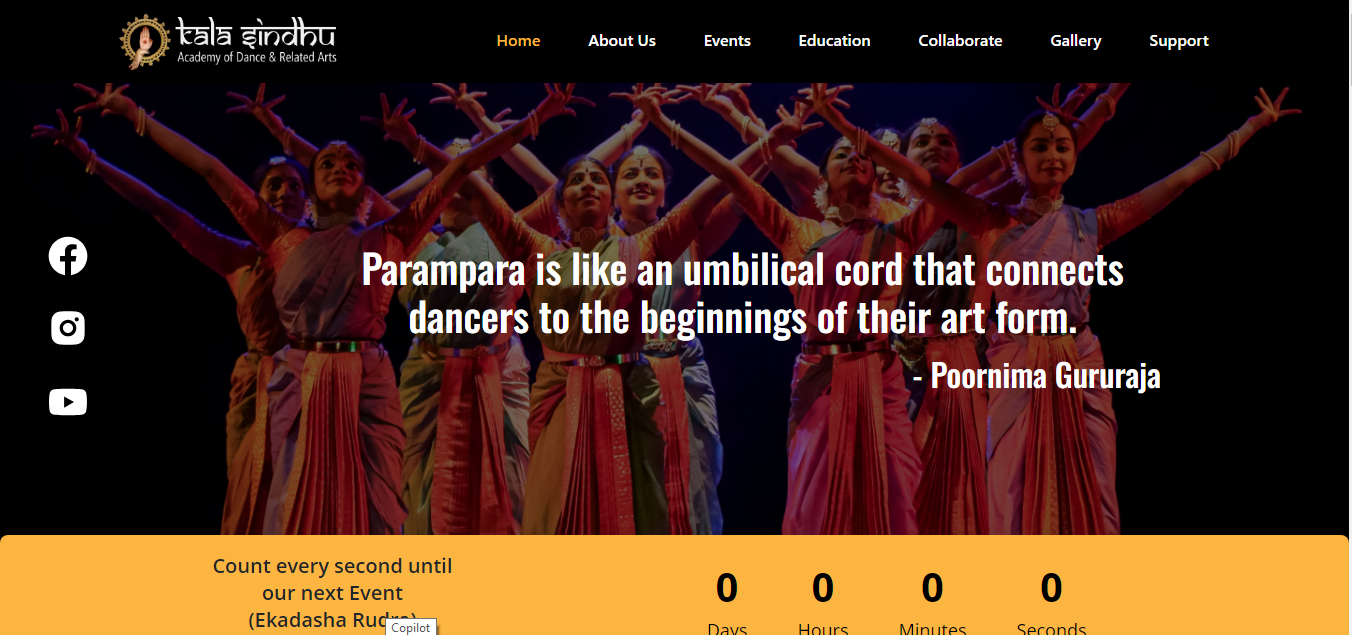 kala sindhu
Academy of Dance & Related Arts
Home About Us Events Education Collaborate Gallery Support
Parampara is like an umbilical cord that connects
dancers to the beginnings of their art form.
- Poornima Gururaja
Count every second until
our next Event
(Ekadasha Rudra)
0 0 0 0
Days Hours Minutes Seconds
Copilot